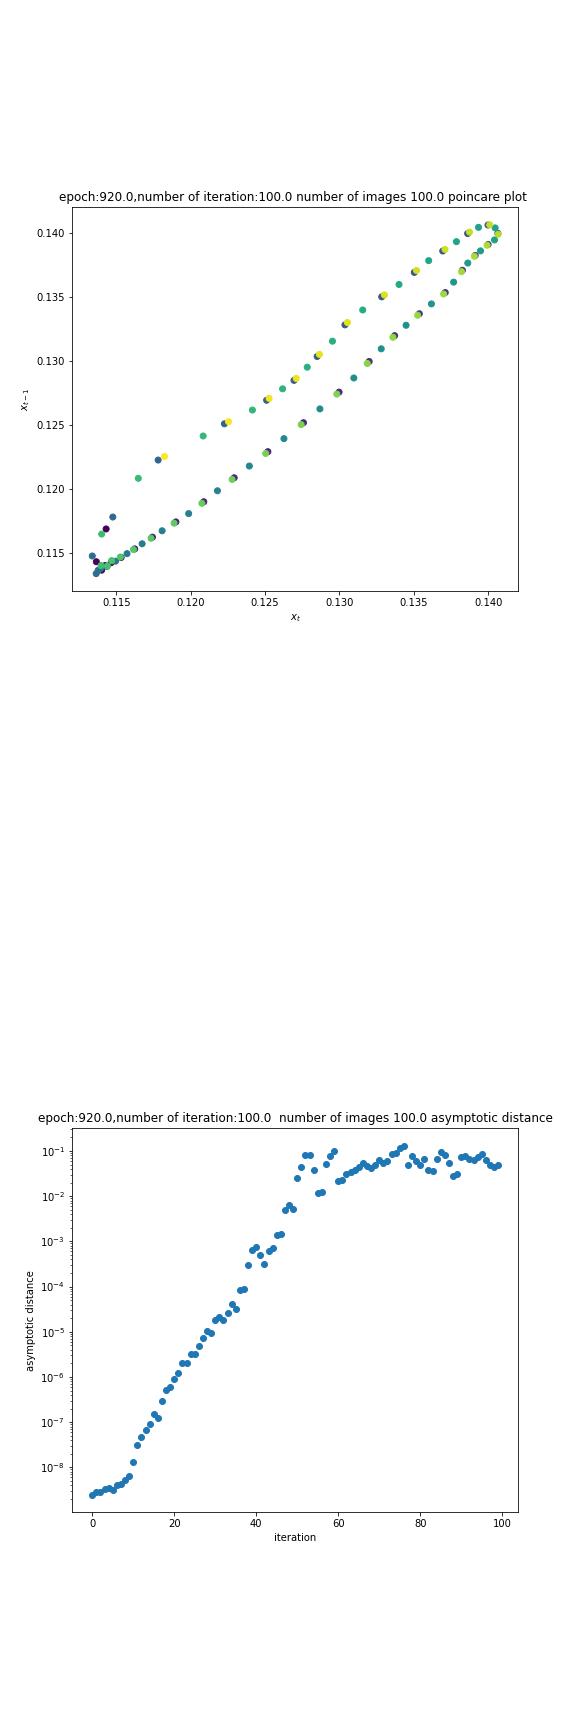 epoch:920.0,number of iteration:100.0 number of images 100.0 poincare plot
0.140
0.135
0.130
0.125
0.120
0.115
x_{t-1}
0.115 0.120 0.125 0.130 0.135 0.140
x_t
epoch:920.0,number of iteration:100.0 number of images 100.0 asymptotic distance
10^{-1}
10^{-2}
10^{-3}
10^{-4}
10^{-5}
10^{-6}
10^{-7}
10^{-8}
asymptotic distance
0 20 40 60 80 100
iteration